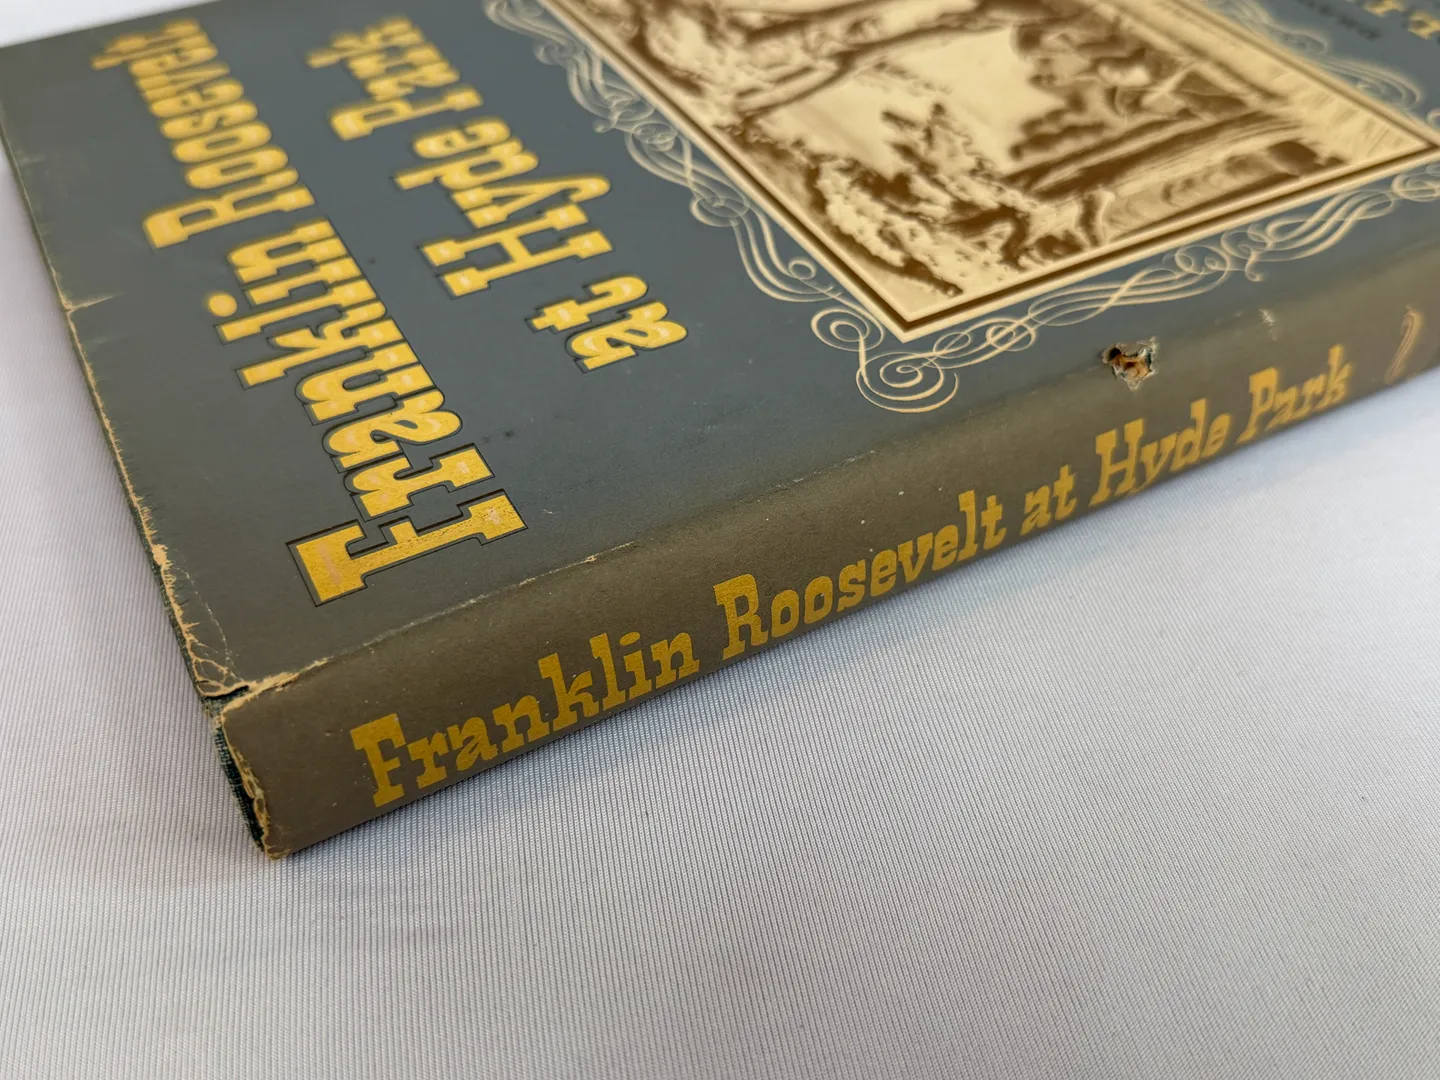 Franklin Roosevelt
at Hyde Park
Franklin Roosevelt at Hyde Park